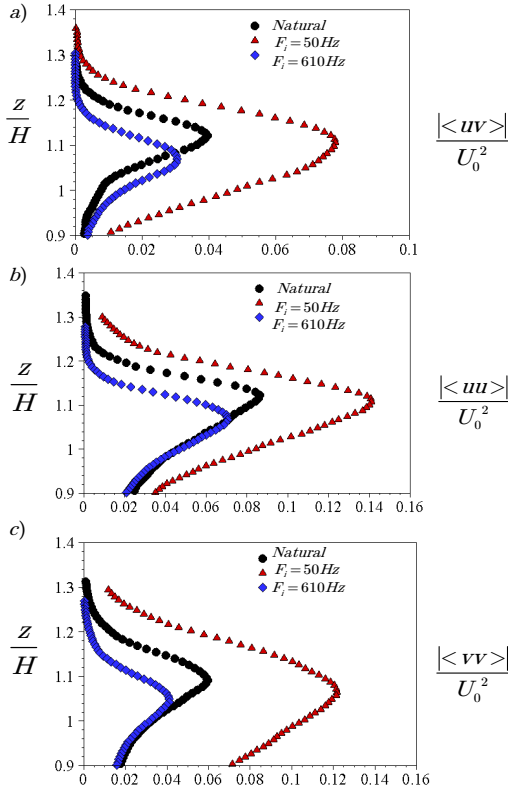 a)
1.4
1.3
1.2
1.1
1
0.9
z
H
Natural
F_i = 50Hz
F_i = 610Hz
|<uv>|
U_0^2
0 0.02 0.04 0.06 0.08 0.1
b)
1.4
1.3
1.2
1.1
1
0.9
z
H
Natural
F_i = 50Hz
F_i = 610Hz
|<uu>|
U_0^2
0 0.02 0.04 0.06 0.08 0.1 0.12 0.14 0.16
c)
1.4
1.3
1.2
1.1
1
0.9
z
H
Natural
F_i = 50Hz
F_i = 610Hz
|<vv>|
U_0^2
0 0.02 0.04 0.06 0.08 0.1 0.12 0.14 0.16